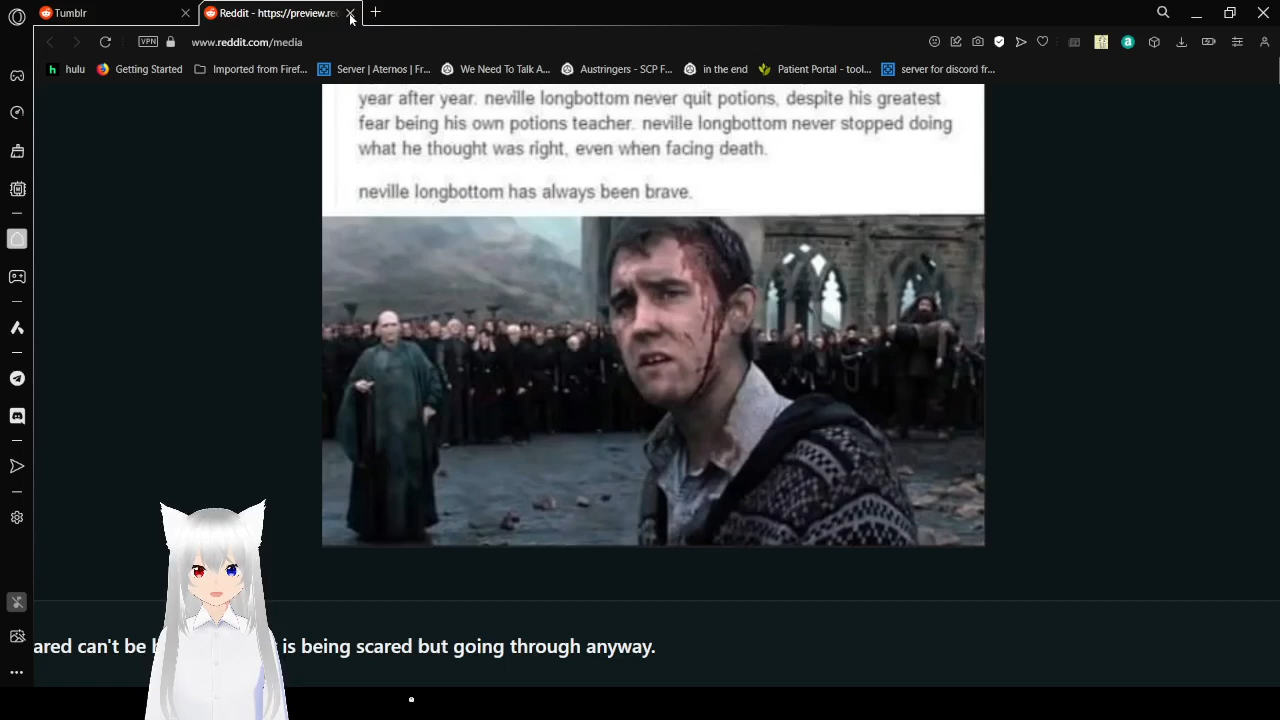 Tumblr
Reddit - https://preview.re
VPN
www.reddit.com/media
hulu
Getting Started
Imported from Firef...
Server | Aternos | Fr...
We Need To Talk A...
Austringers - SCP F...
in the end
Patient Portal - tool...
server for discord fr...
year after year. neville longbottom never quit potions, despite his greatest
fear being his own potions teacher. neville longbottom never stopped doing
what he thought was right, even when facing death.
neville longbottom has always been brave.
ared can't be b
is being scared but going through anyway.